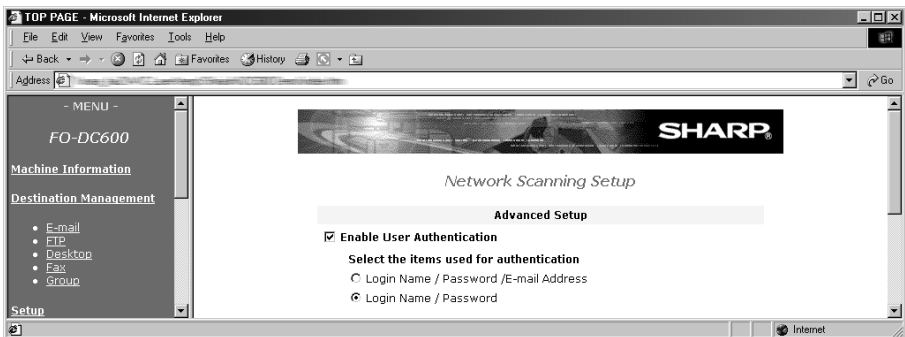 TOP PAGE - Microsoft Internet Explorer
File Edit View Favorites Tools Help
Back Favorites History
Address Go
- MENU -
FO-DC600
Machine Information
Destination Management
E-mail
FTP
Desktop
Fax
Group
Setup
SHARP®
Network Scanning Setup
Advanced Setup
Enable User Authentication
Select the items used for authentication
Login Name / Password /E-mail Address
Login Name / Password
Internet